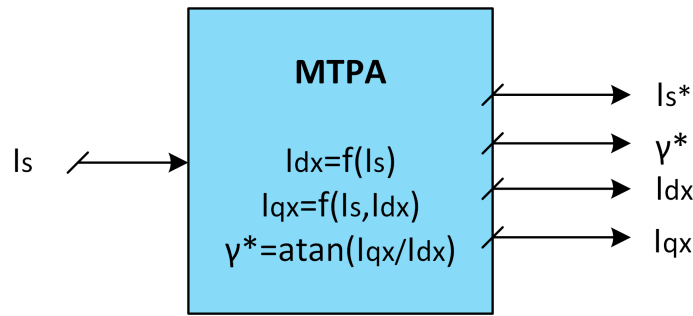 MTPA
Is
Idx=f(Is)
Iqx=f(Is,Idx)
γ*=atan(Iqx/Idx)
Is*
γ*
Idx
Iqx